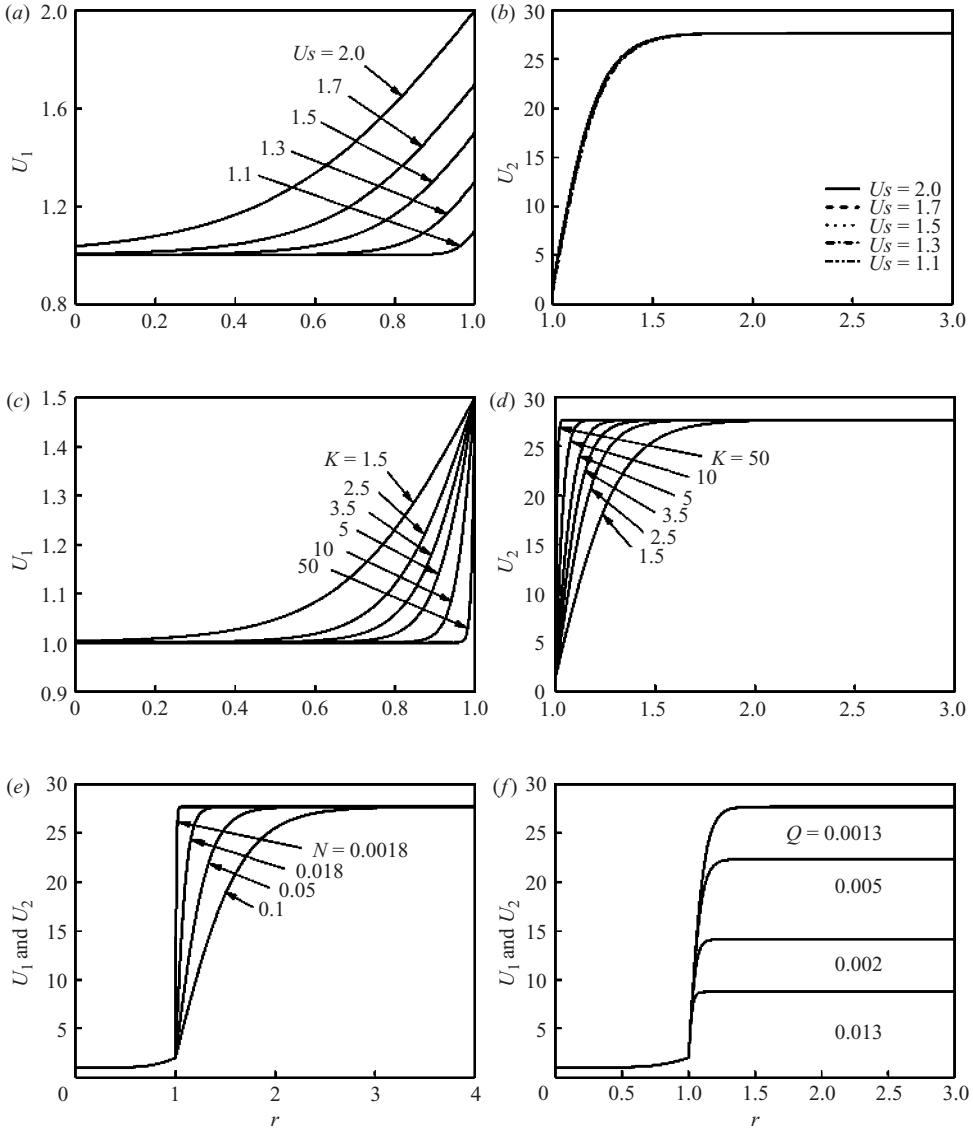 (a)
2.0
1.6
1.2
0.8
U1
Us = 2.0
1.7
1.5
1.3
1.1
0 0.2 0.4 0.6 0.8 1.0
(b)
30
25
20
15
10
5
0
U2
Us = 2.0
Us = 1.7
Us = 1.5
Us = 1.3
Us = 1.1
1.0 1.5 2.0 2.5 3.0
(c)
1.5
1.4
1.3
1.2
1.1
1.0
0.9
U1
K = 1.5
2.5
3.5
5
10
50
0 0.2 0.4 0.6 0.8 1.0
(d)
30
25
20
15
10
5
0
U2
K = 50
10
5
3.5
2.5
1.5
1.0 1.5 2.0 2.5 3.0
(e)
30
25
20
15
10
5
U1 and U2
N = 0.0018
0.018
0.05
0.1
0 1 2 3 4
r
(f)
30
25
20
15
10
5
U1 and U2
Q = 0.0013
0.005
0.002
0.013
0 0.5 1.0 1.5 2.0 2.5 3.0
r